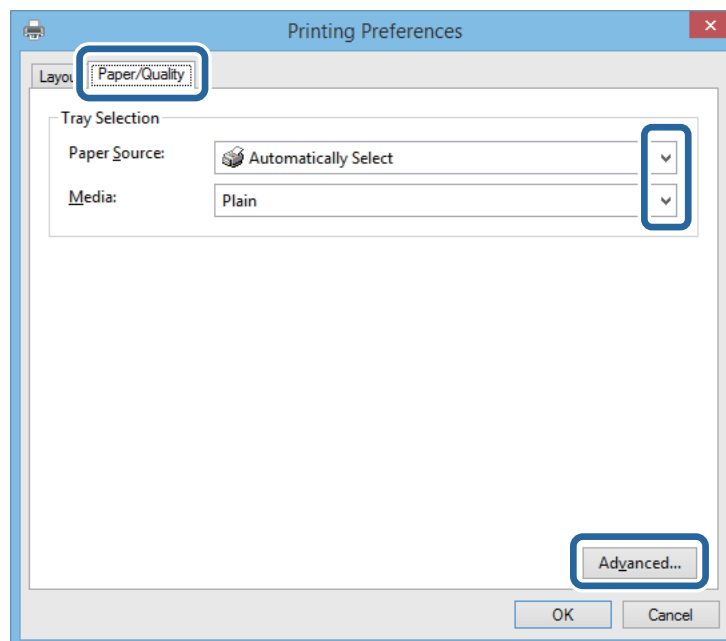 Printing Preferences
Layou Paper/Quality
Tray Selection
Paper Source: Automatically Select
Media: Plain
Advanced...
OK Cancel